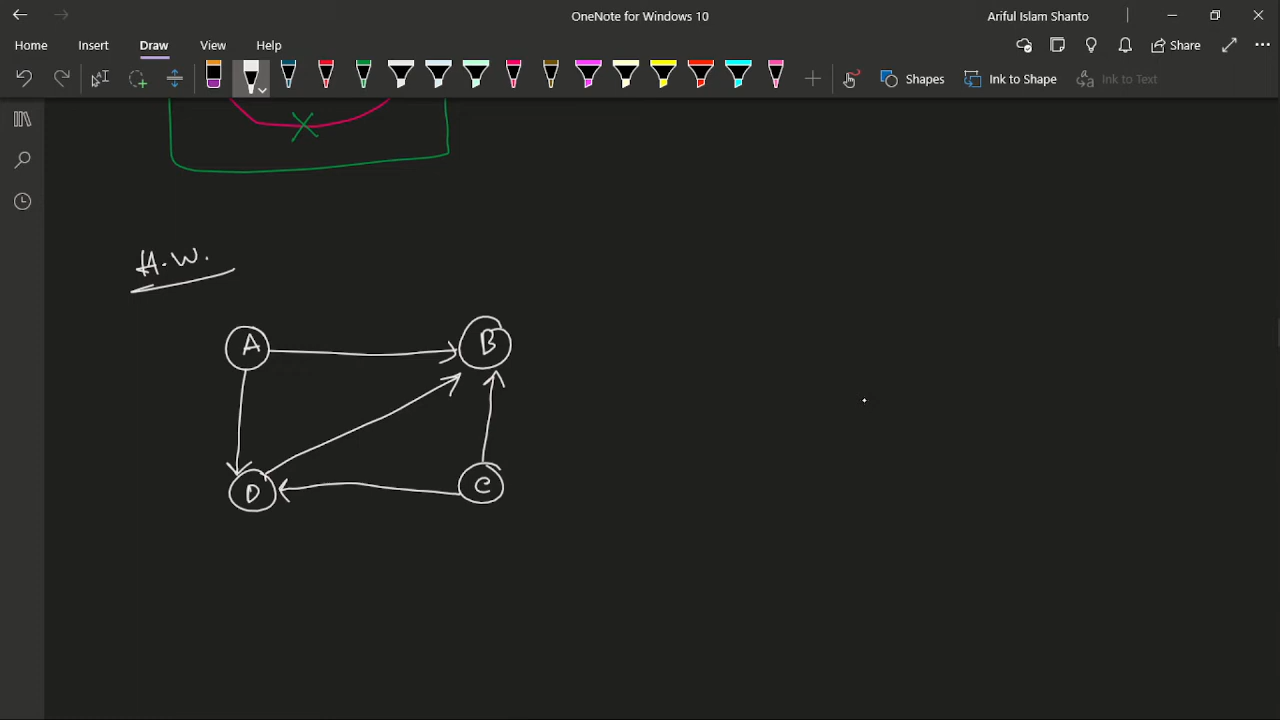 OneNote for Windows 10
Ariful Islam Shanto
Home Insert Draw View Help
Share
Shapes Ink to Shape Ink to Text
H.W.
A B
D C